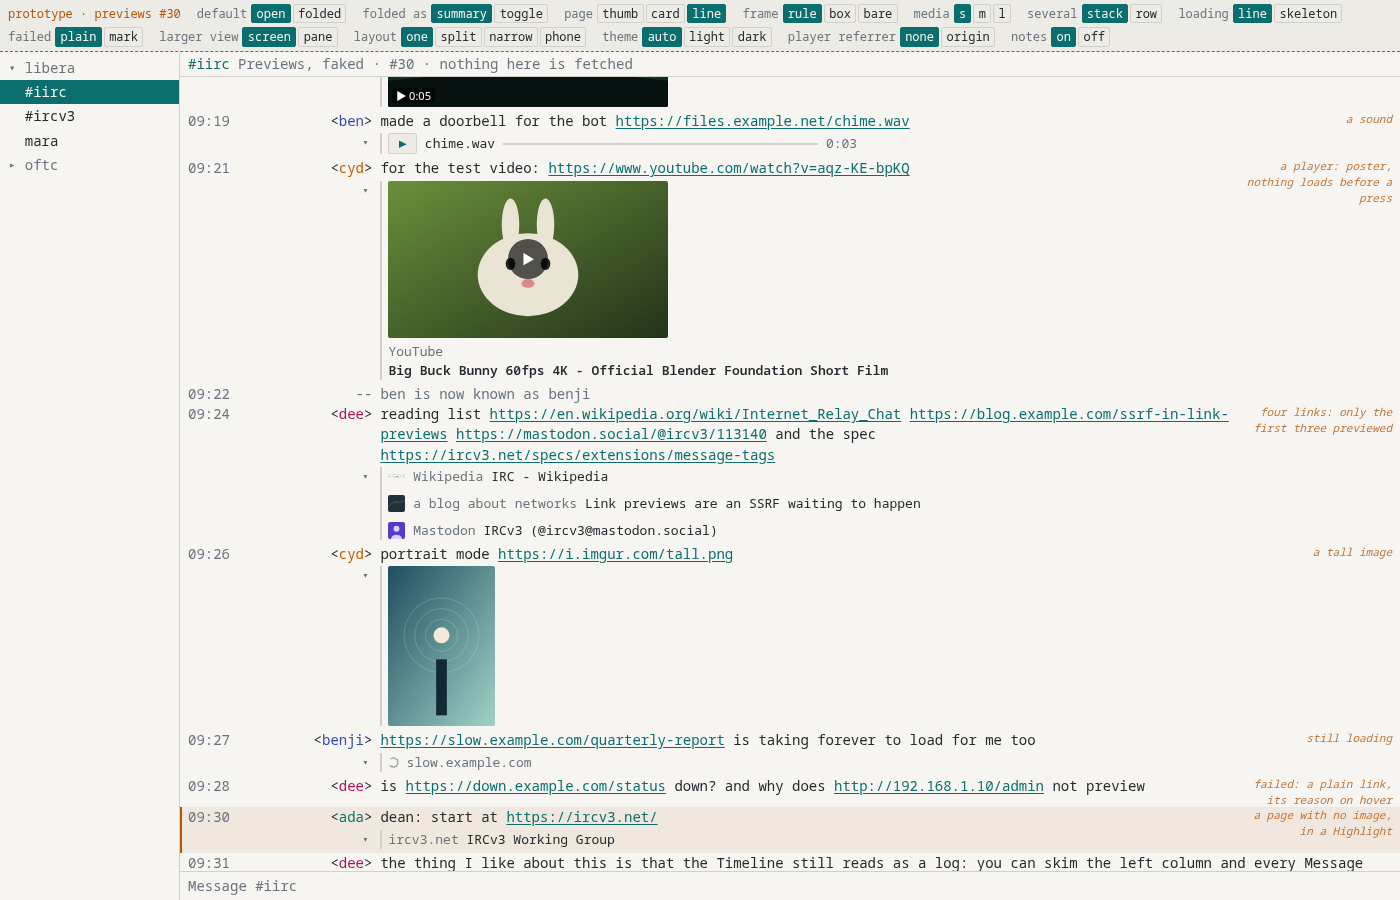 prototype · previews #30 default open folded folded as summary toggle page thumb card line frame rule box bare media s m l several stack row loading line skeleton
failed plain mark larger view screen pane layout one split narrow phone theme auto light dark player referrer none origin notes on off
▾ libera
#iirc
#ircv3
mara
▸ oftc
#iirc Previews, faked · #30 · nothing here is fetched
0:05
09:19 <ben> made a doorbell for the bot https://files.example.net/chime.wav a sound
▾ ▶ chime.wav 0:03
09:21 <cyd> for the test video: https://www.youtube.com/watch?v=aqz-KE-bpKQ a player: poster,
nothing loads before a
press
YouTube
Big Buck Bunny 60fps 4K - Official Blender Foundation Short Film
09:22 -- ben is now known as benji
09:24 <dee> reading list https://en.wikipedia.org/wiki/Internet_Relay_Chat https://blog.example.com/ssrf-in-link- four links: only the
previews https://mastodon.social/@ircv3/113140 and the spec first three previewed
https://ircv3.net/specs/extensions/message-tags
▾ Wikipedia IRC - Wikipedia
a blog about networks Link previews are an SSRF waiting to happen
Mastodon IRCv3 (@ircv3@mastodon.social)
09:26 <cyd> portrait mode https://i.imgur.com/tall.png a tall image
09:27 <benji> https://slow.example.com/quarterly-report is taking forever to load for me too still loading
▾ slow.example.com
09:28 <dee> is https://down.example.com/status down? and why does http://192.168.1.10/admin not preview failed: a plain link,
its reason on hover
09:30 <ada> dean: start at https://ircv3.net/ a page with no image,
in a Highlight
▾ ircv3.net IRCv3 Working Group
09:31 <dee> the thing I like about this is that the Timeline still reads as a log: you can skim the left column and every Message
Message #iirc